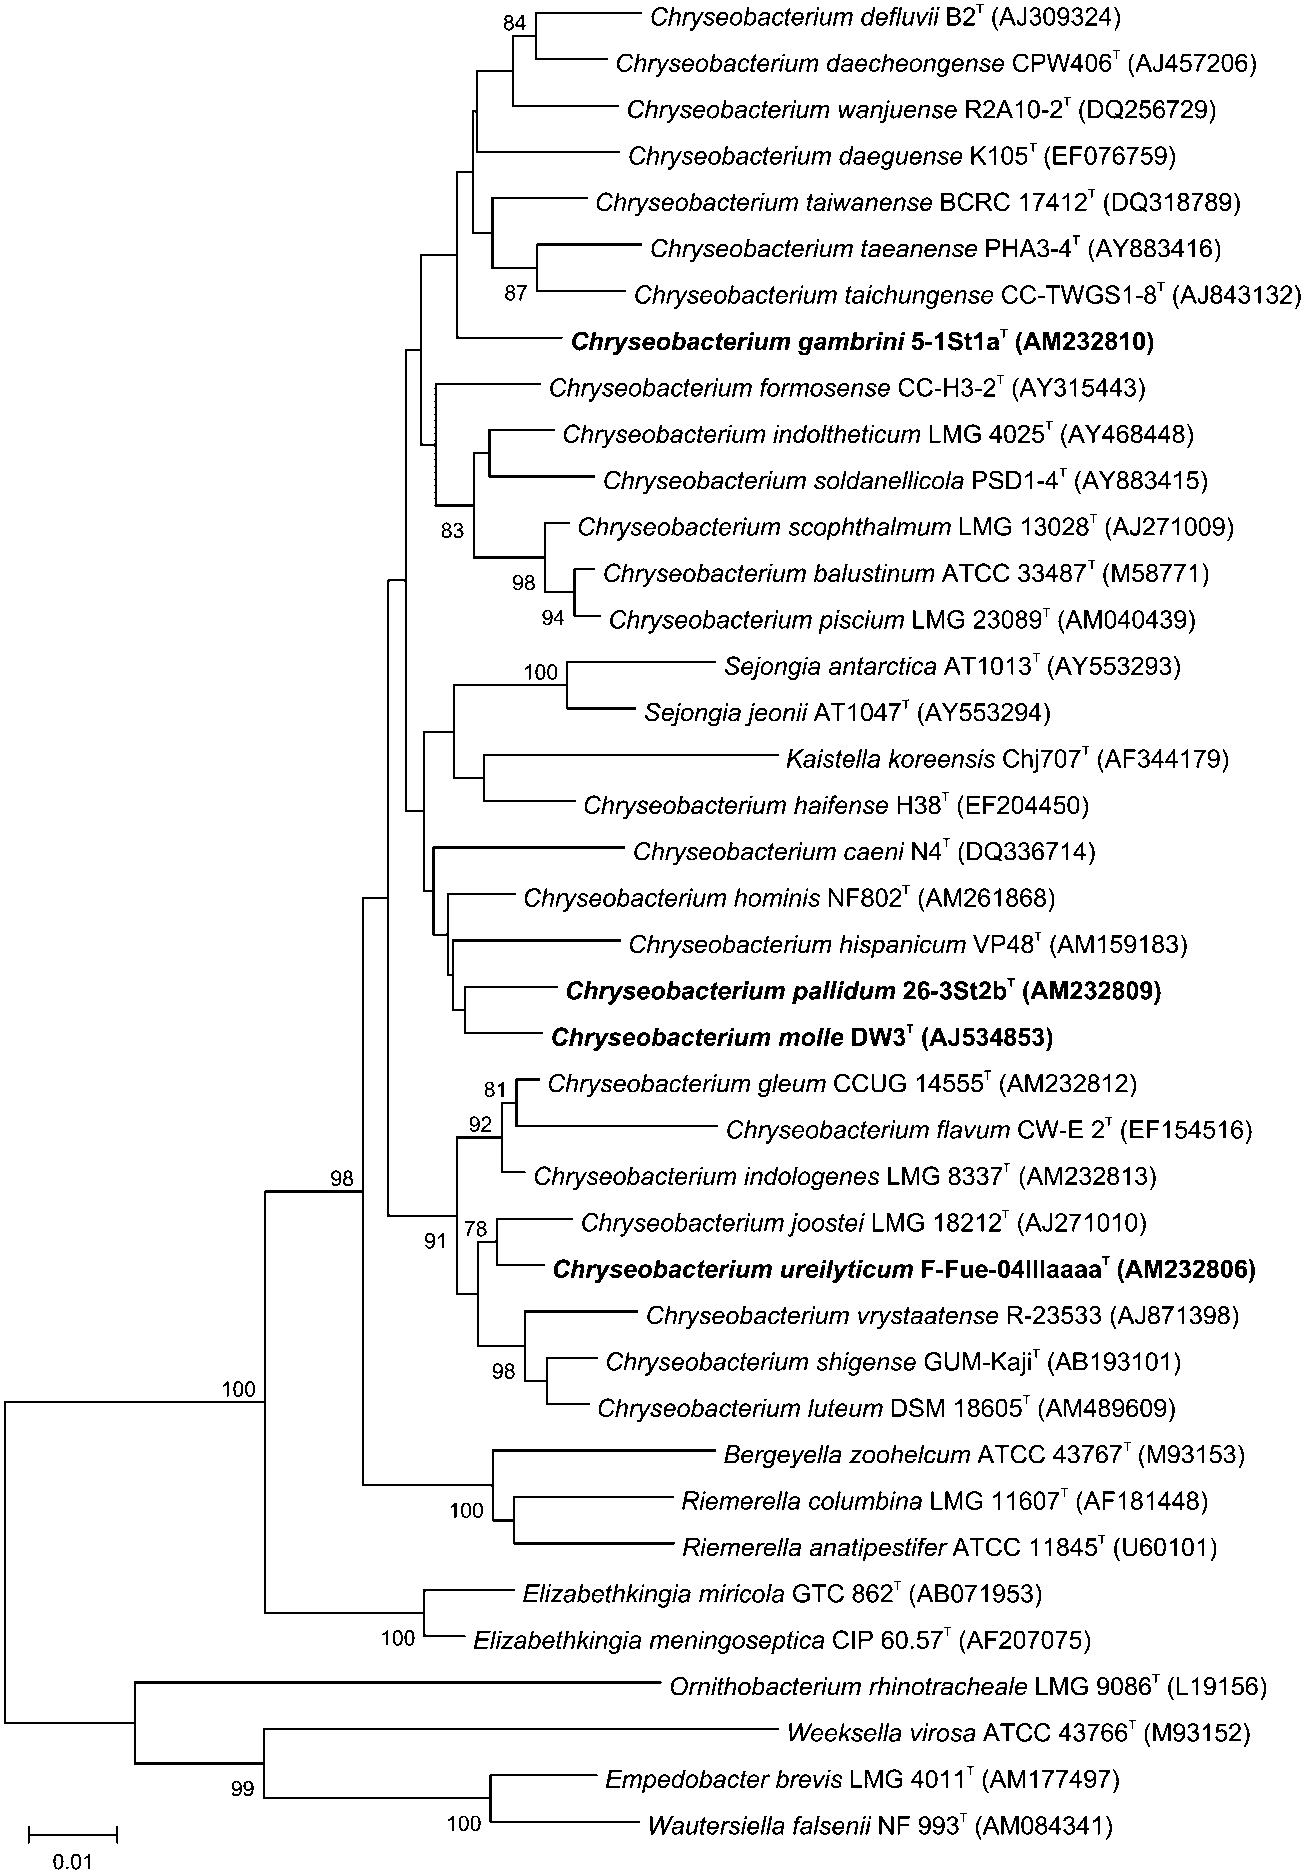 84
Chryseobacterium defluvii B2ᵀ (AJ309324)
Chryseobacterium daecheongense CPW406ᵀ (AJ457206)
Chryseobacterium wanjuense R2A10-2ᵀ (DQ256729)
Chryseobacterium daeguense K105ᵀ (EF076759)
Chryseobacterium taiwanense BCRC 17412ᵀ (DQ318789)
Chryseobacterium taeanense PHA3-4ᵀ (AY883416)
87
Chryseobacterium taichungense CC-TWGS1-8ᵀ (AJ843132)
Chryseobacterium gambrini 5-1St1aᵀ (AM232810)
Chryseobacterium formosense CC-H3-2ᵀ (AY315443)
Chryseobacterium indoltheticum LMG 4025ᵀ (AY468448)
Chryseobacterium soldanellicola PSD1-4ᵀ (AY883415)
83
Chryseobacterium scophthalmum LMG 13028ᵀ (AJ271009)
98
Chryseobacterium balustinum ATCC 33487ᵀ (M58771)
94
Chryseobacterium piscium LMG 23089ᵀ (AM040439)
100
Sejongia antarctica AT1013ᵀ (AY553293)
Sejongia jeonii AT1047ᵀ (AY553294)
Kaistella koreensis Chj707ᵀ (AF344179)
Chryseobacterium haifense H38ᵀ (EF204450)
Chryseobacterium caeni N4ᵀ (DQ336714)
Chryseobacterium hominis NF802ᵀ (AM261868)
Chryseobacterium hispanicum VP48ᵀ (AM159183)
Chryseobacterium pallidum 26-3St2bᵀ (AM232809)
Chryseobacterium molle DW3ᵀ (AJ534853)
81
Chryseobacterium gleum CCUG 14555ᵀ (AM232812)
92
Chryseobacterium flavum CW-E 2ᵀ (EF154516)
98
Chryseobacterium indologenes LMG 8337ᵀ (AM232813)
91
78
Chryseobacterium joostei LMG 18212ᵀ (AJ271010)
Chryseobacterium ureilyticum F-Fue-04IIIaaaaᵀ (AM232806)
Chryseobacterium vrystaatense R-23533 (AJ871398)
98
Chryseobacterium shigense GUM-Kajiᵀ (AB193101)
100
Chryseobacterium luteum DSM 18605ᵀ (AM489609)
Bergeyella zoohelcum ATCC 43767ᵀ (M93153)
100
Riemerella columbina LMG 11607ᵀ (AF181448)
Riemerella anatipestifer ATCC 11845ᵀ (U60101)
Elizabethkingia miricola GTC 862ᵀ (AB071953)
100
Elizabethkingia meningoseptica CIP 60.57ᵀ (AF207075)
Ornithobacterium rhinotracheale LMG 9086ᵀ (L19156)
Weeksella virosa ATCC 43766ᵀ (M93152)
99
Empedobacter brevis LMG 4011ᵀ (AM177497)
100
Wautersiella falsenii NF 993ᵀ (AM084341)
0.01